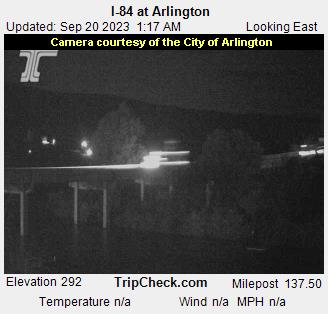 I-84 at Arlington
Updated: Sep 20 2023 1:17 AM Looking East
Camera courtesy of the City of Arlington
Elevation 292 TripCheck.com Milepost 137.50
Temperature n/a Wind n/a MPH n/a